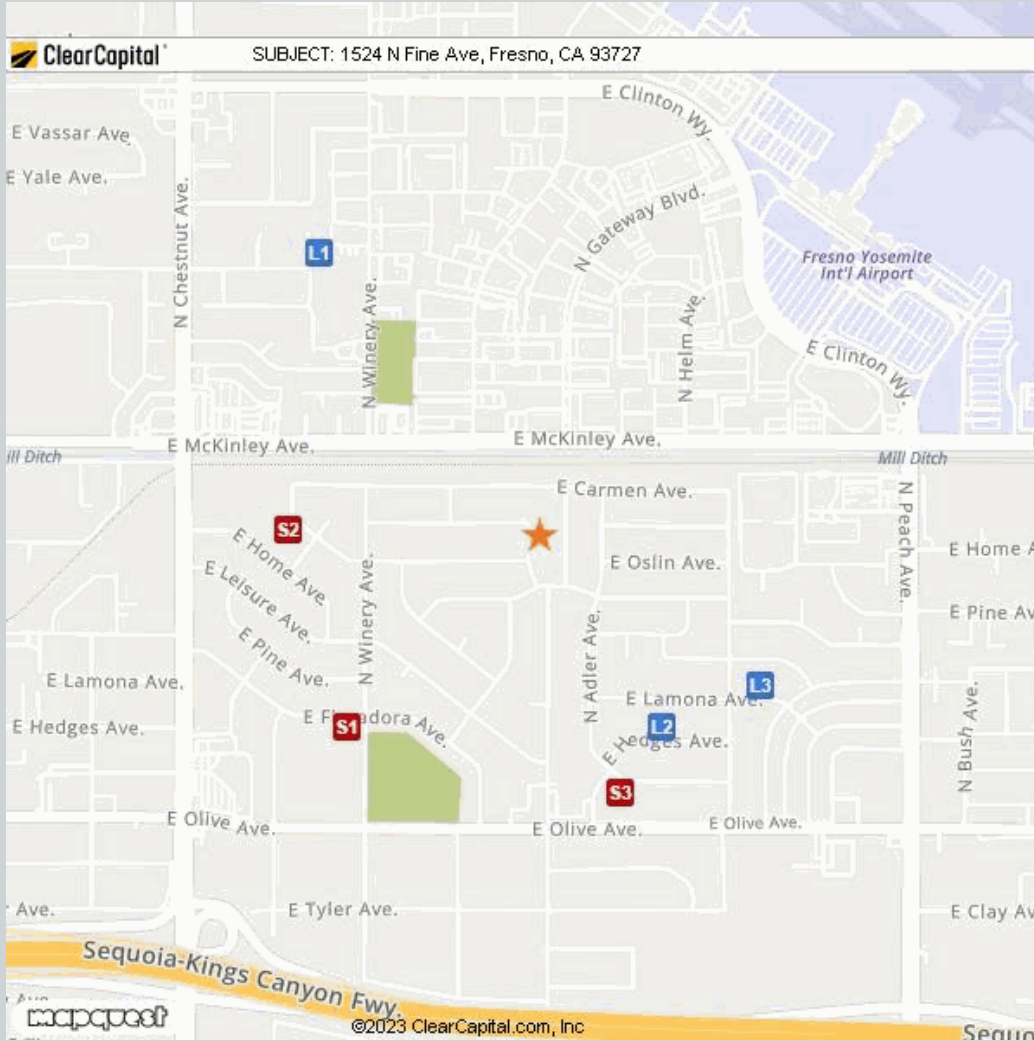 ClearCapital
SUBJECT: 1524 N Fine Ave, Fresno, CA 93727
E Clinton Wy.
E Vassar Ave
E Yale Ave.
N Chestnut Ave.
N Gateway Blvd.
L1
Fresno Yosemite
Int'l Airport
N Winery Ave.
N Helm Ave.
E Clinton Wy.
E McKinley Ave.
E McKinley Ave.
ill Ditch
Mill Ditch
E Carmen Ave.
N Peach Ave.
S2
E Home Ave.
E Home A
E Oslin Ave.
E Leisure Ave.
N Winery Ave.
E Pine Av
N Adler Ave.
E Pine Ave.
E Lamona Ave.
L3
E Lamona Ave.
N Bush Ave.
S1
adora Ave.
L2
E Hedges Ave.
E Hedges Ave.
S3
E Olive Ave.
E Olive Ave.
E Olive Ave.
Ave.
E Tyler Ave.
E Clay Av
Sequoia-Kings Canyon Fwy.
mapquest
©2023 ClearCapital.com, Inc
Sequo